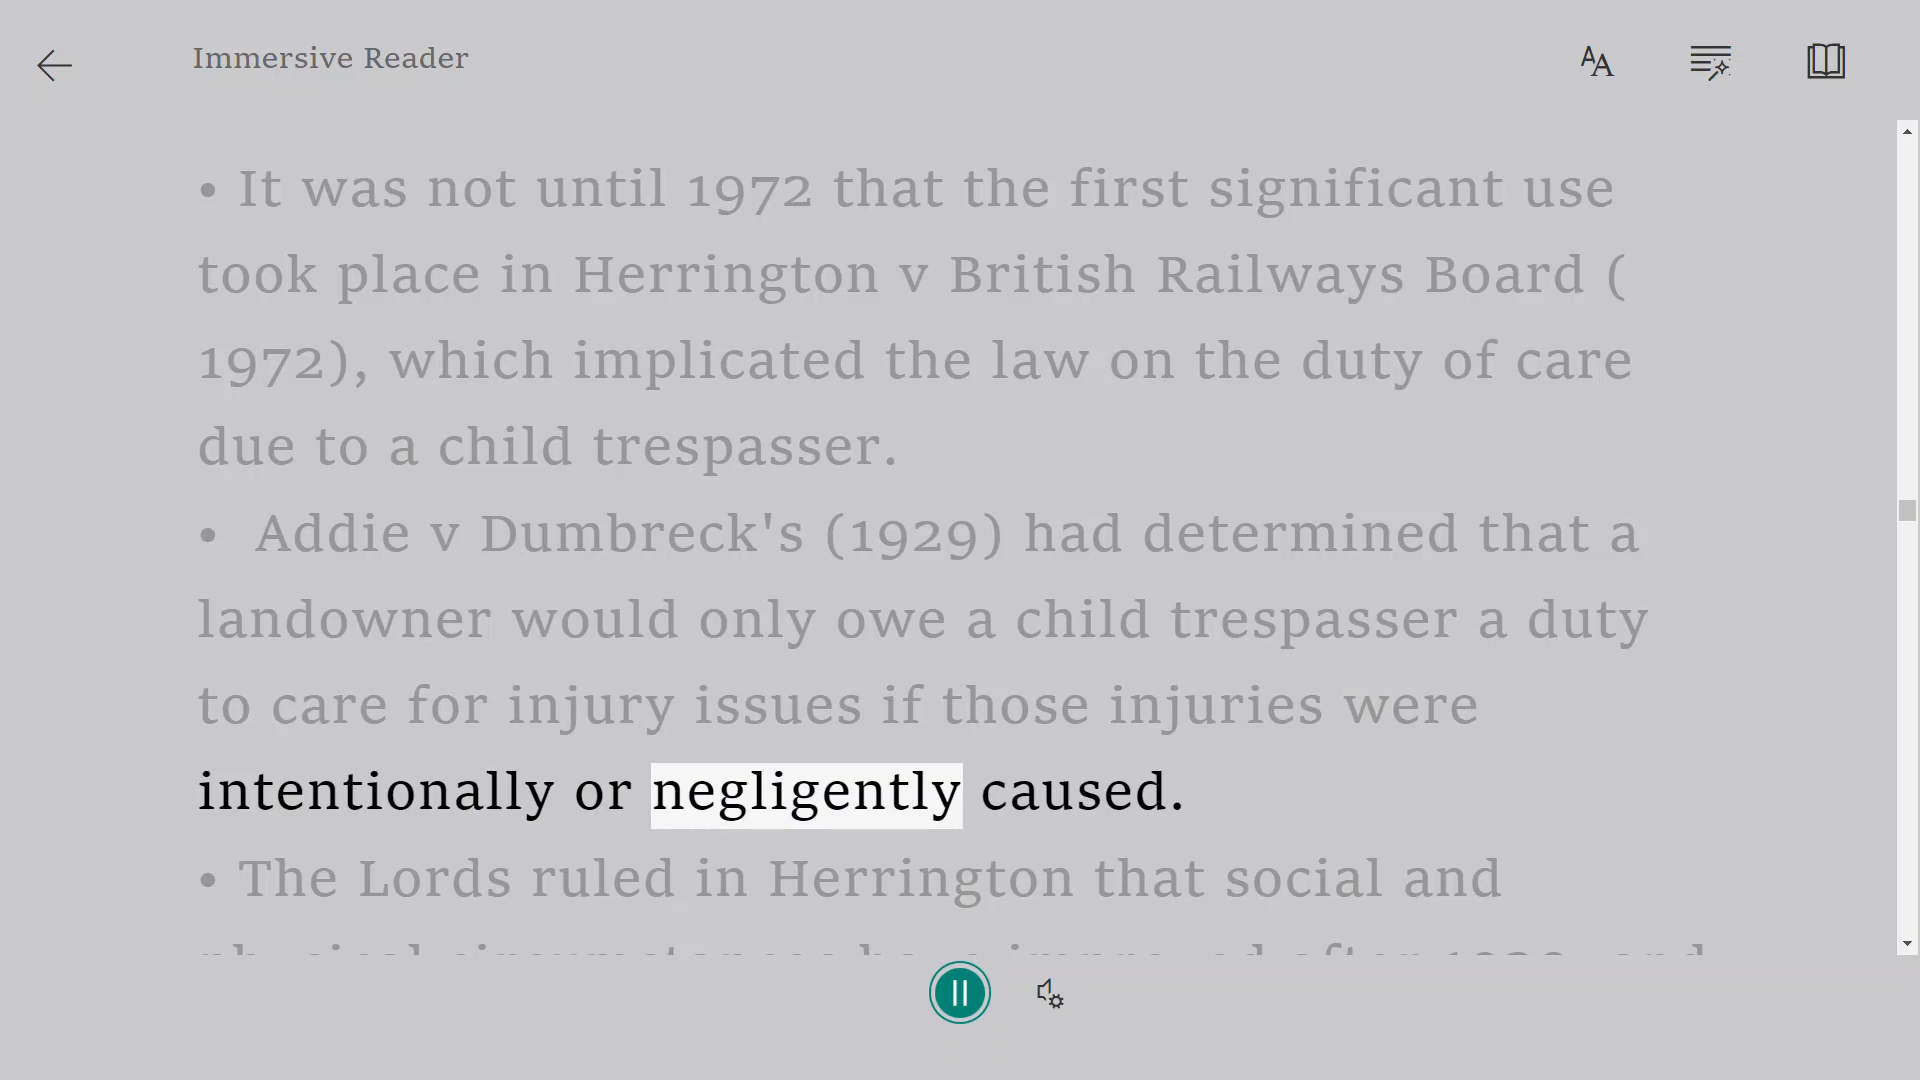 Immersive Reader
• It was not until 1972 that the first significant use
took place in Herrington v British Railways Board (
1972), which implicated the law on the duty of care
due to a child trespasser.
• Addie v Dumbreck's (1929) had determined that a
landowner would only owe a child trespasser a duty
to care for injury issues if those injuries were
intentionally or negligently caused.
• The Lords ruled in Herrington that social and